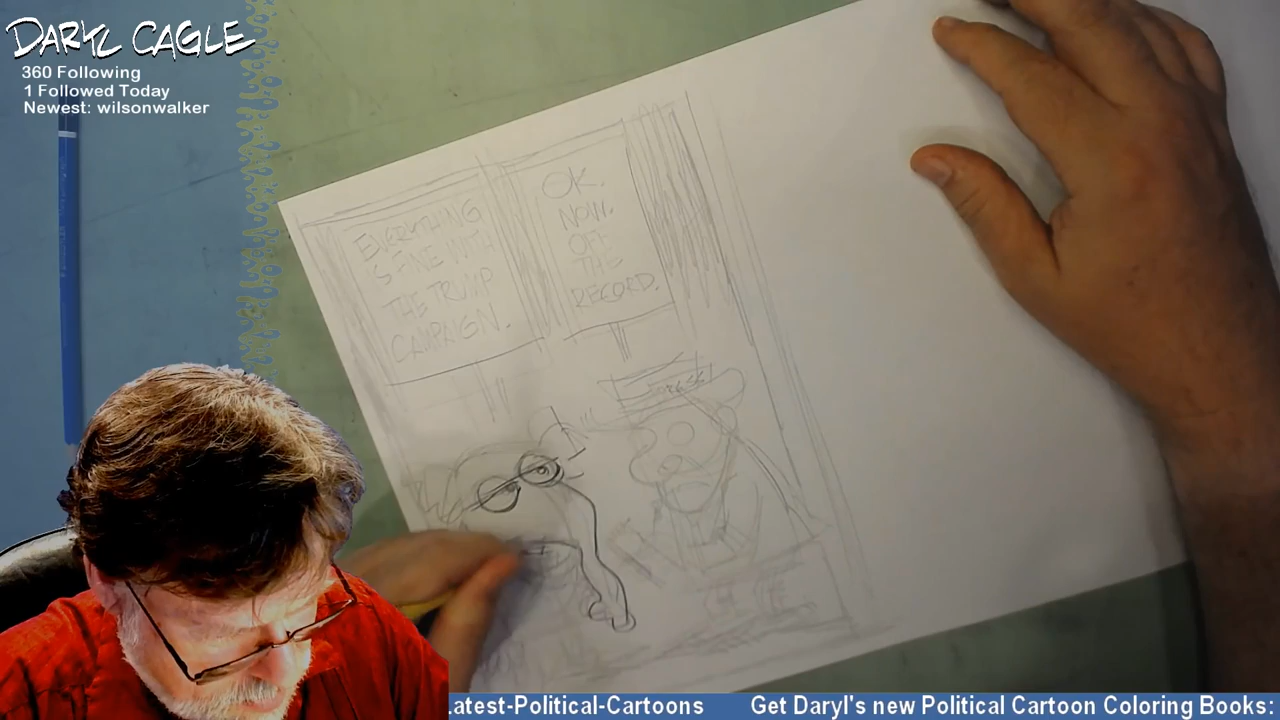 DARYL CAGLE
360 Following
1 Followed Today
Newest: wilsonwalker
EVERYTHING
IS FINE WITH
THE TRUMP
CAMPAIGN.
OK.
NOW.
OFF
THE
RECORD.
.atest-Political-Cartoons Get Daryl's new Political Cartoon Coloring Books: